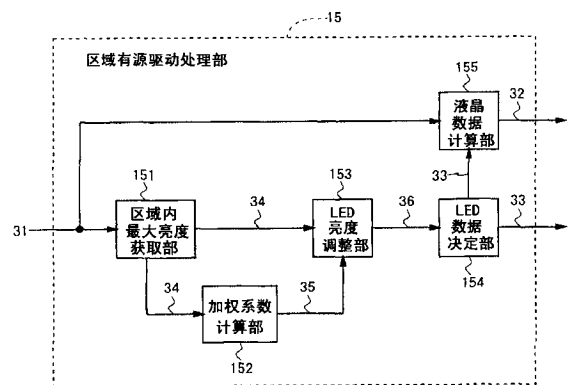 15
区域有源驱动处理部
155
液晶
数据
计算部
32
33
151
区域内
最大亮度
获取部
34
153
LED
亮度
调整部
36
LED
数据
决定部
33
154
31
34
加权系数
计算部
35
152